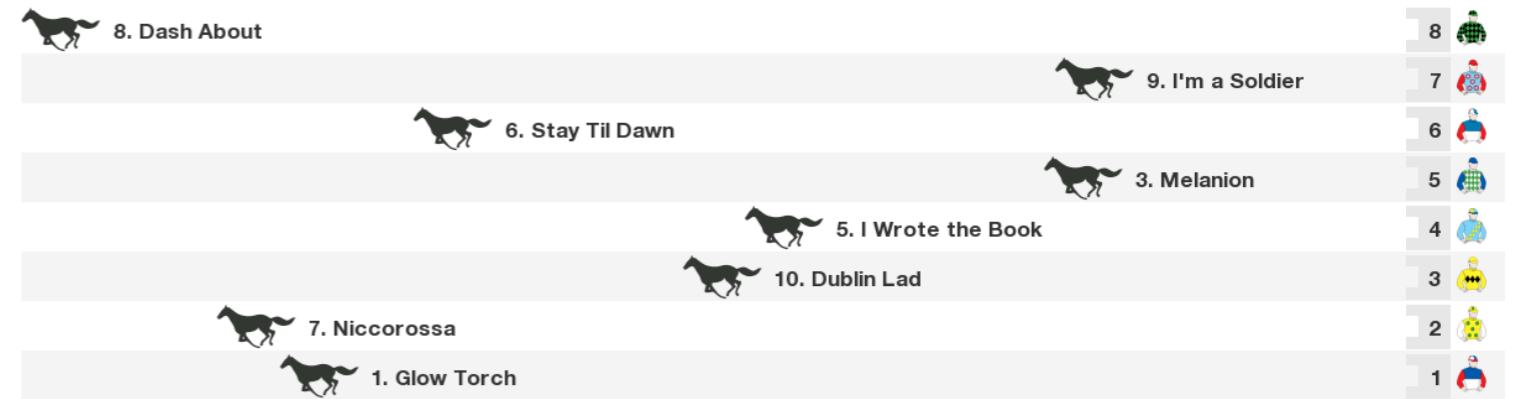 8. Dash About 8
9. I'm a Soldier 7
6. Stay Til Dawn 6
3. Melanion 5
5. I Wrote the Book 4
10. Dublin Lad 3
7. Niccorossa 2
1. Glow Torch 1